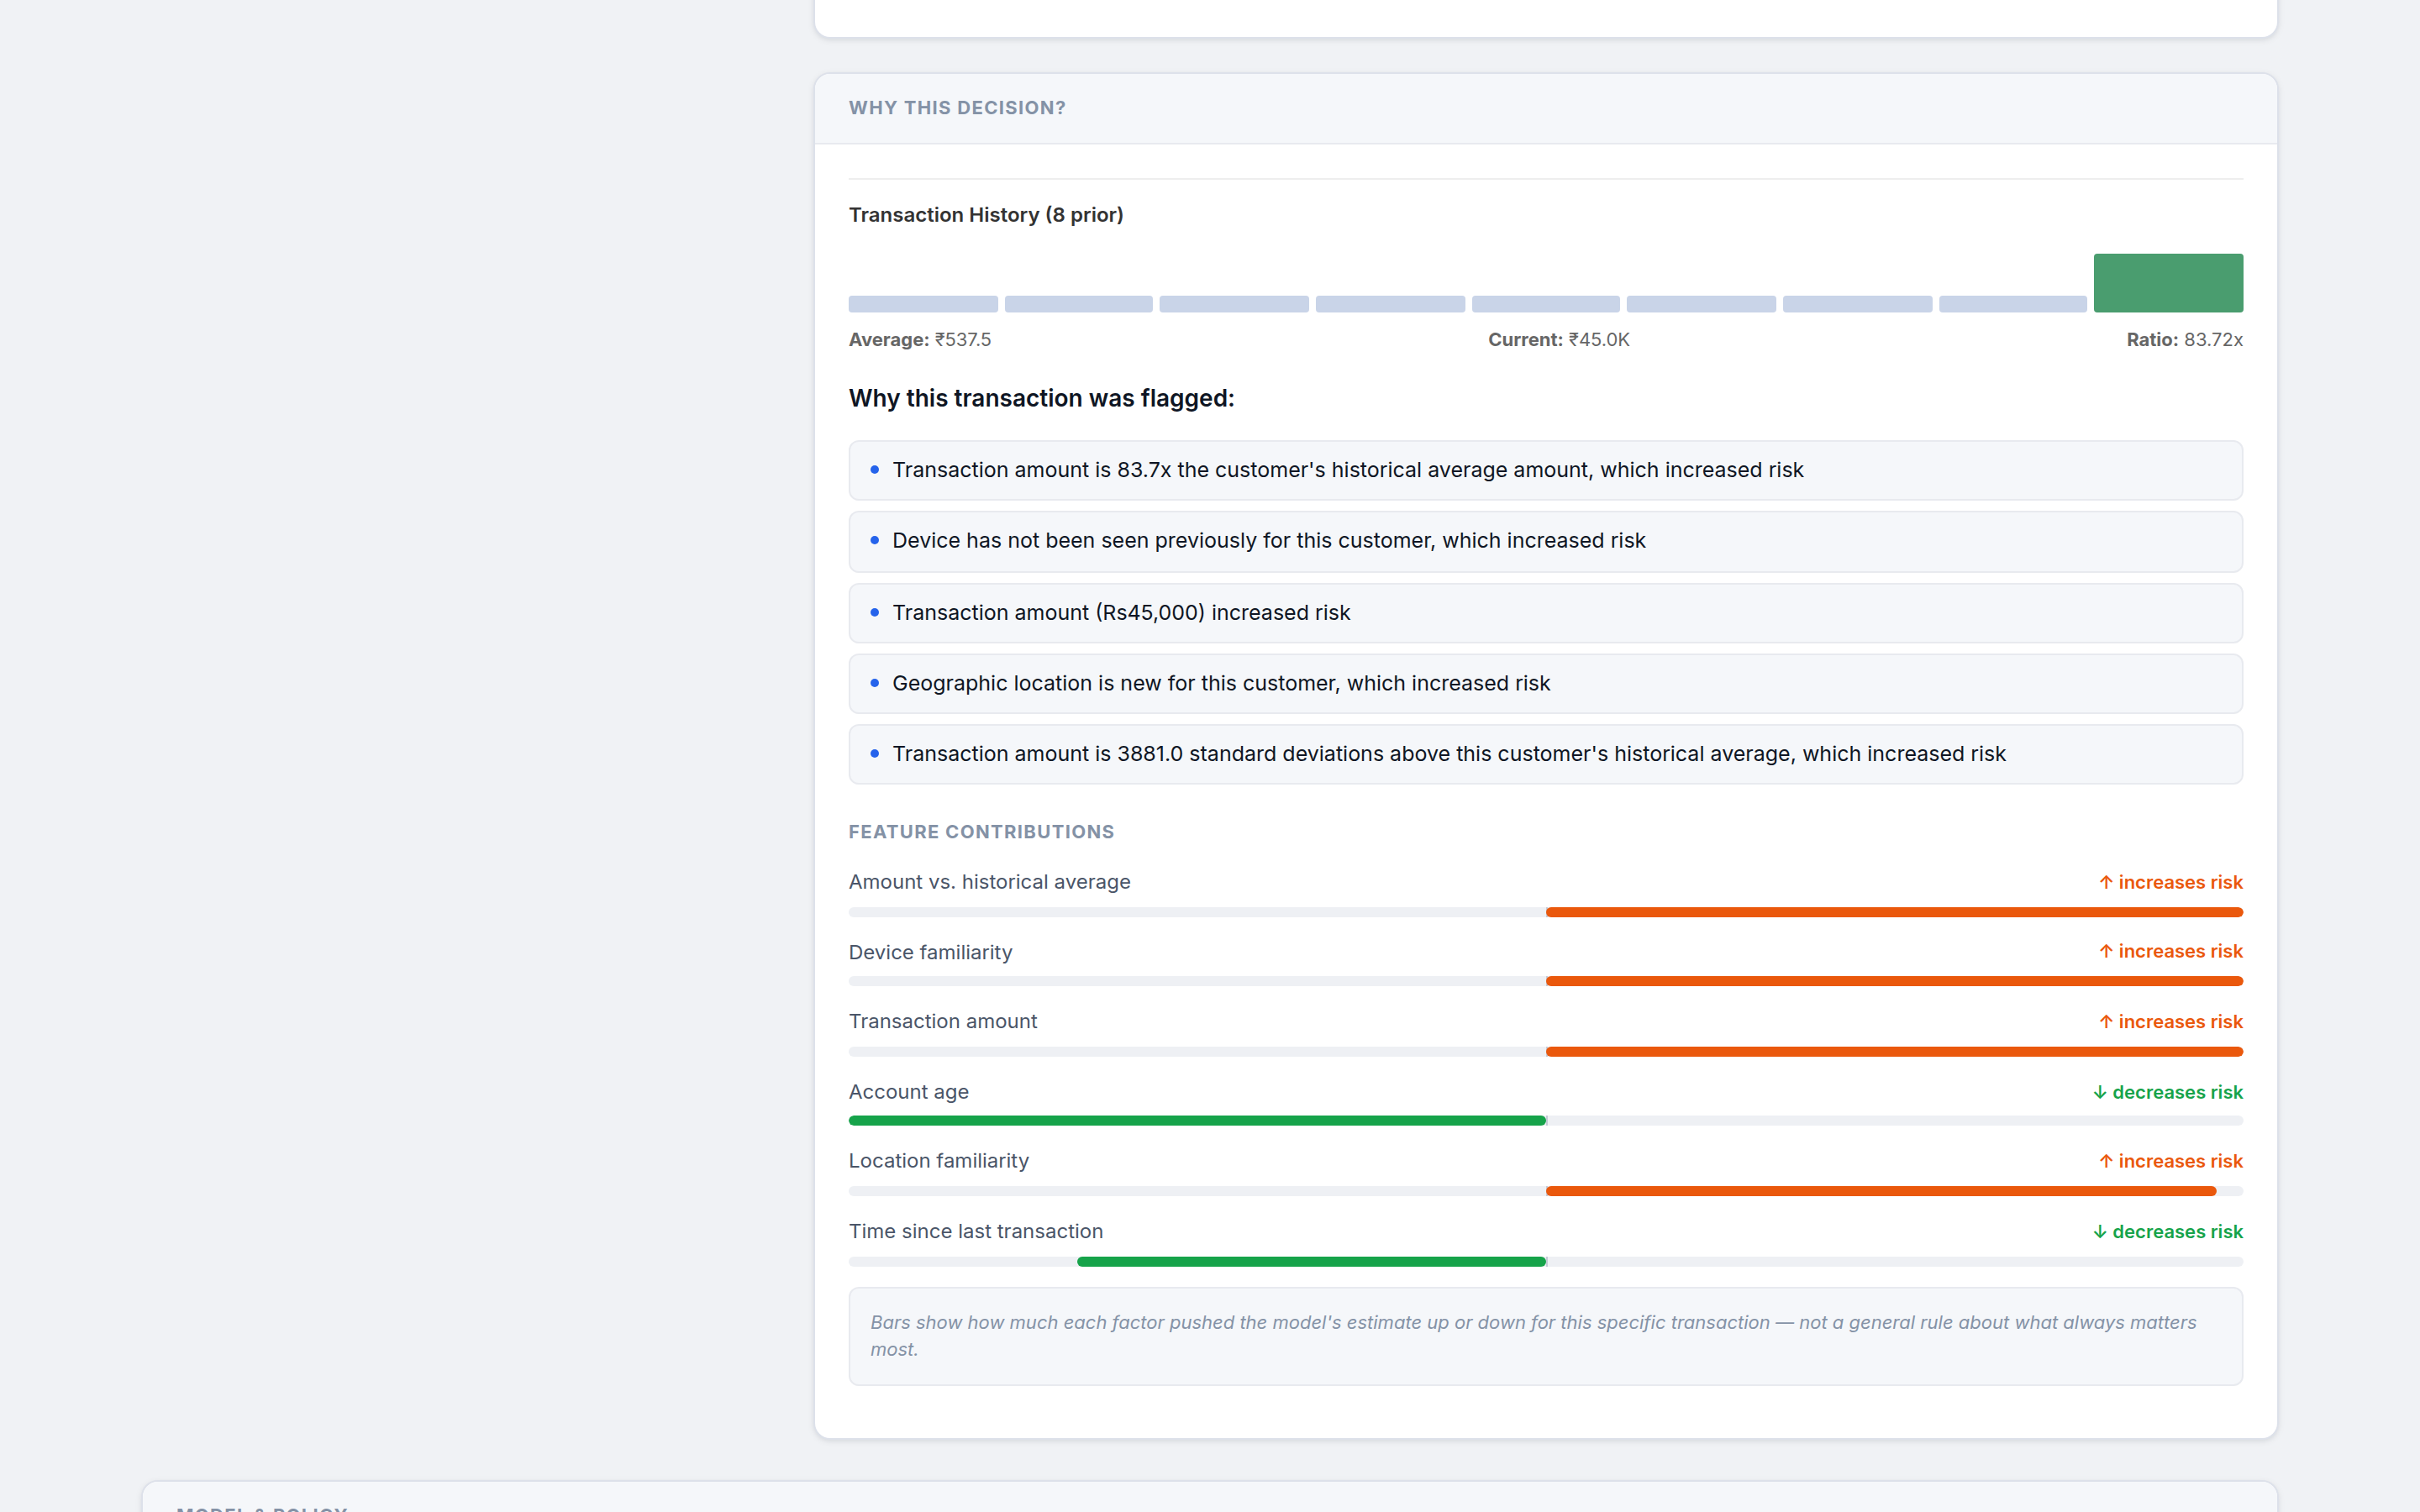 WHY THIS DECISION?
Transaction History (8 prior)
Average: ₹537.5 Current: ₹45.0K Ratio: 83.72x
Why this transaction was flagged:
• Transaction amount is 83.7x the customer's historical average amount, which increased risk
• Device has not been seen previously for this customer, which increased risk
• Transaction amount (Rs45,000) increased risk
• Geographic location is new for this customer, which increased risk
• Transaction amount is 3881.0 standard deviations above this customer's historical average, which increased risk
FEATURE CONTRIBUTIONS
Amount vs. historical average ↑ increases risk
Device familiarity ↑ increases risk
Transaction amount ↑ increases risk
Account age ↓ decreases risk
Location familiarity ↑ increases risk
Time since last transaction ↓ decreases risk
Bars show how much each factor pushed the model's estimate up or down for this specific transaction — not a general rule about what always matters
most.
MODEL & POLICY